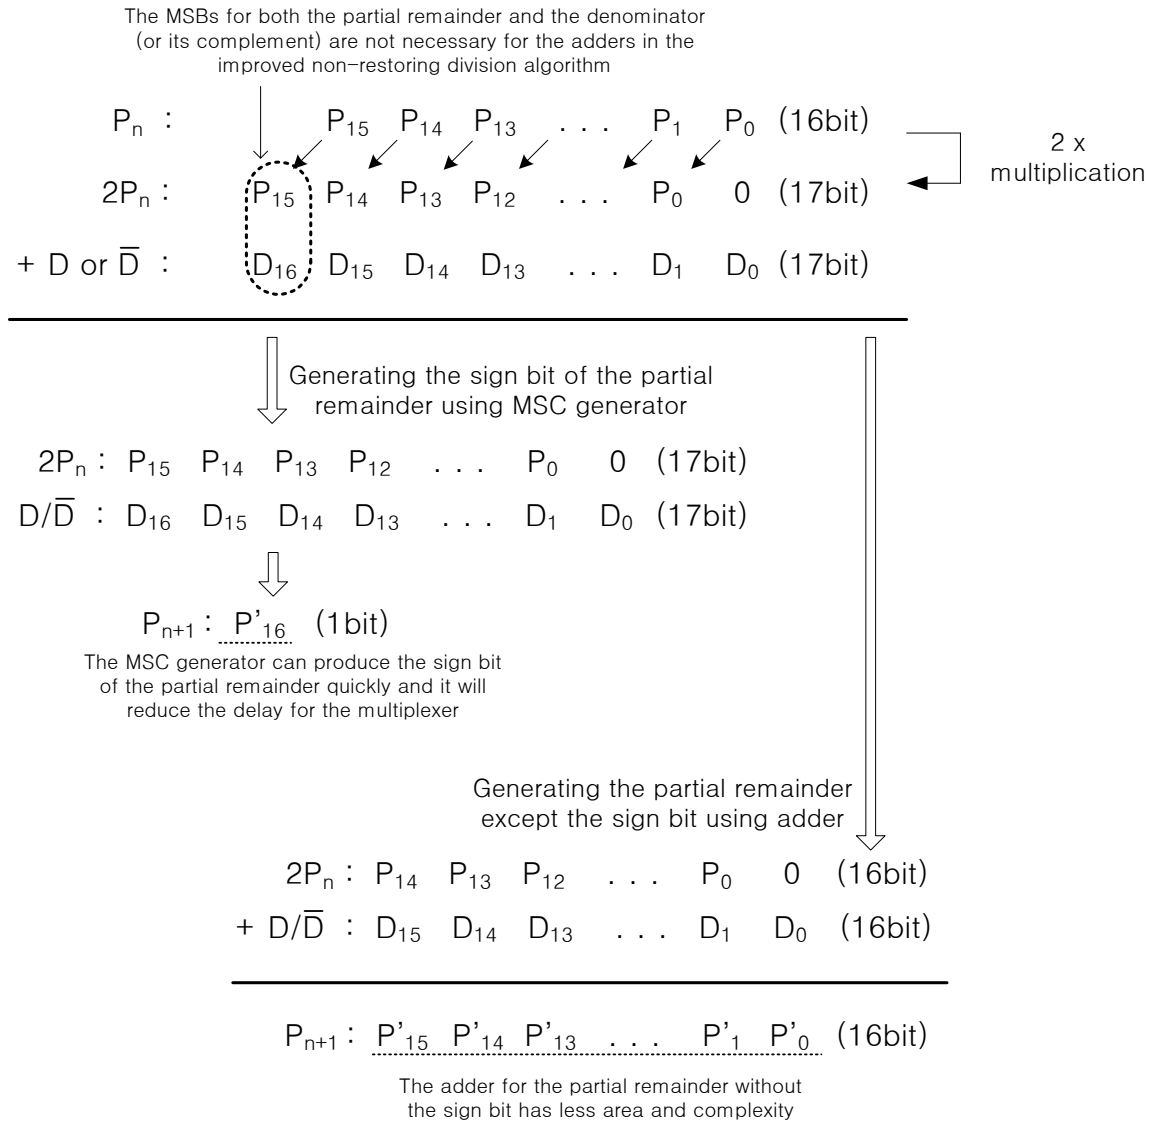 The MSBs for both the partial remainder and the denominator
(or its complement) are not necessary for the adders in the
improved non-restoring division algorithm
Pₙ : P₁₅ P₁₄ P₁₃ . . . P₁ P₀ (16bit)
2 x
multiplication
2Pₙ : P₁₅ P₁₄ P₁₃ P₁₂ . . . P₀ 0 (17bit)
+ D or D̅ : D₁₆ D₁₅ D₁₄ D₁₃ . . . D₁ D₀ (17bit)
Generating the sign bit of the partial
remainder using MSC generator
2Pₙ : P₁₅ P₁₄ P₁₃ P₁₂ . . . P₀ 0 (17bit)
D/D̅ : D₁₆ D₁₅ D₁₄ D₁₃ . . . D₁ D₀ (17bit)
Pₙ₊₁ : P'₁₆ (1bit)
The MSC generator can produce the sign bit
of the partial remainder quickly and it will
reduce the delay for the multiplexer
Generating the partial remainder
except the sign bit using adder
2Pₙ : P₁₄ P₁₃ P₁₂ . . . P₀ 0 (16bit)
+ D/D̅ : D₁₅ D₁₄ D₁₃ . . . D₁ D₀ (16bit)
Pₙ₊₁ : P'₁₅ P'₁₄ P'₁₃ . . . P'₁ P'₀ (16bit)
The adder for the partial remainder without
the sign bit has less area and complexity